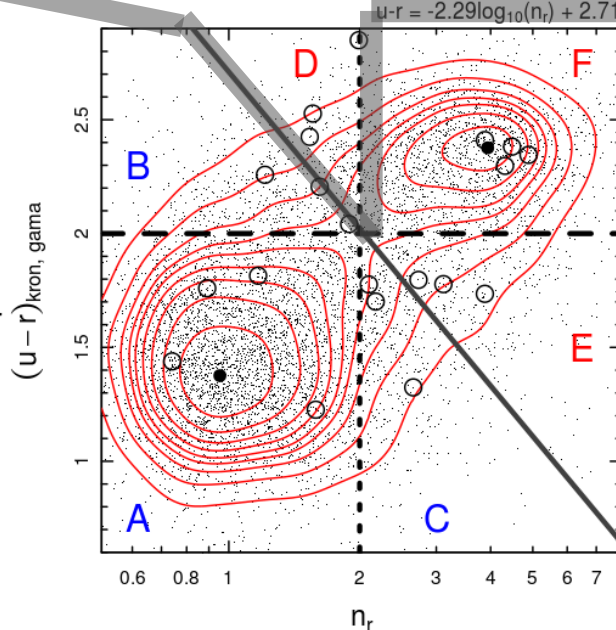 u-r = -2.29log₁₀(nᵣ) + 2.71
D
F
B
E
A
C
2.5
2
1.5
1
(u-r)kron, gama
0.6 0.8 1 2 3 4 5 6 7
nᵣ